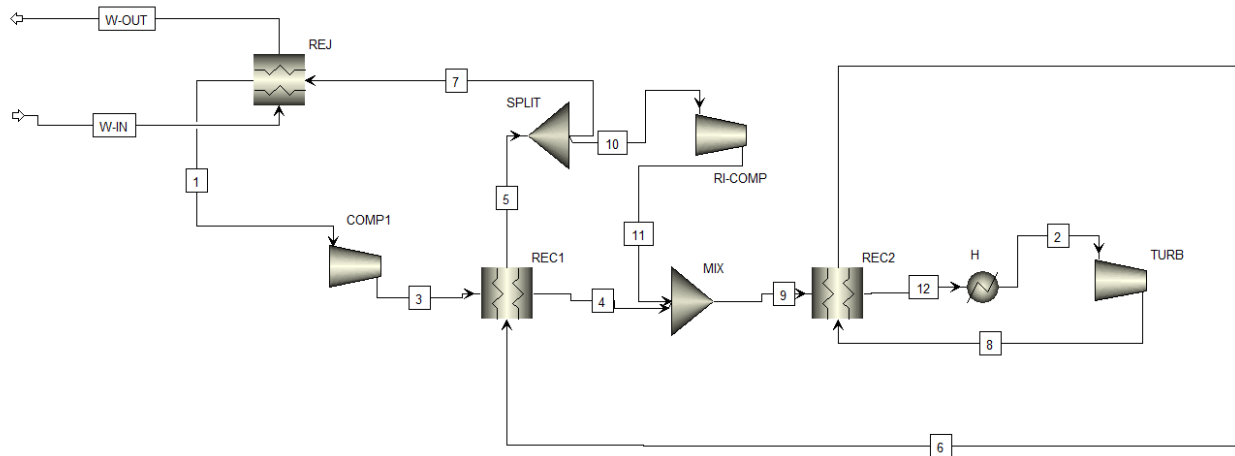 W-OUT
REJ
7
SPLIT
W-IN
10
RI-COMP
1
5
11
2
COMP1
TURB
REC1
MIX
REC2
H
3
4
9
12
8
6